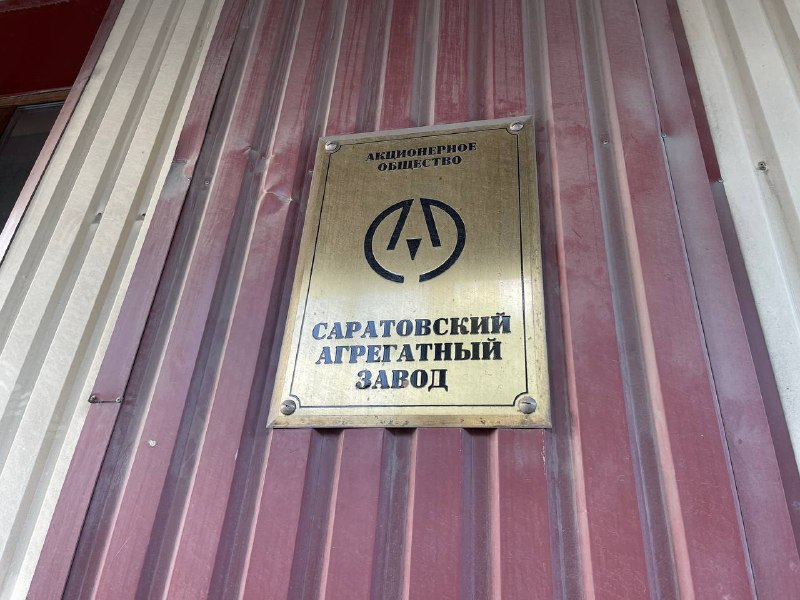 АКЦИОНЕРНОЕ
ОБЩЕСТВО
САРАТОВСКИЙ
АГРЕГАТНЫЙ
ЗАВОД